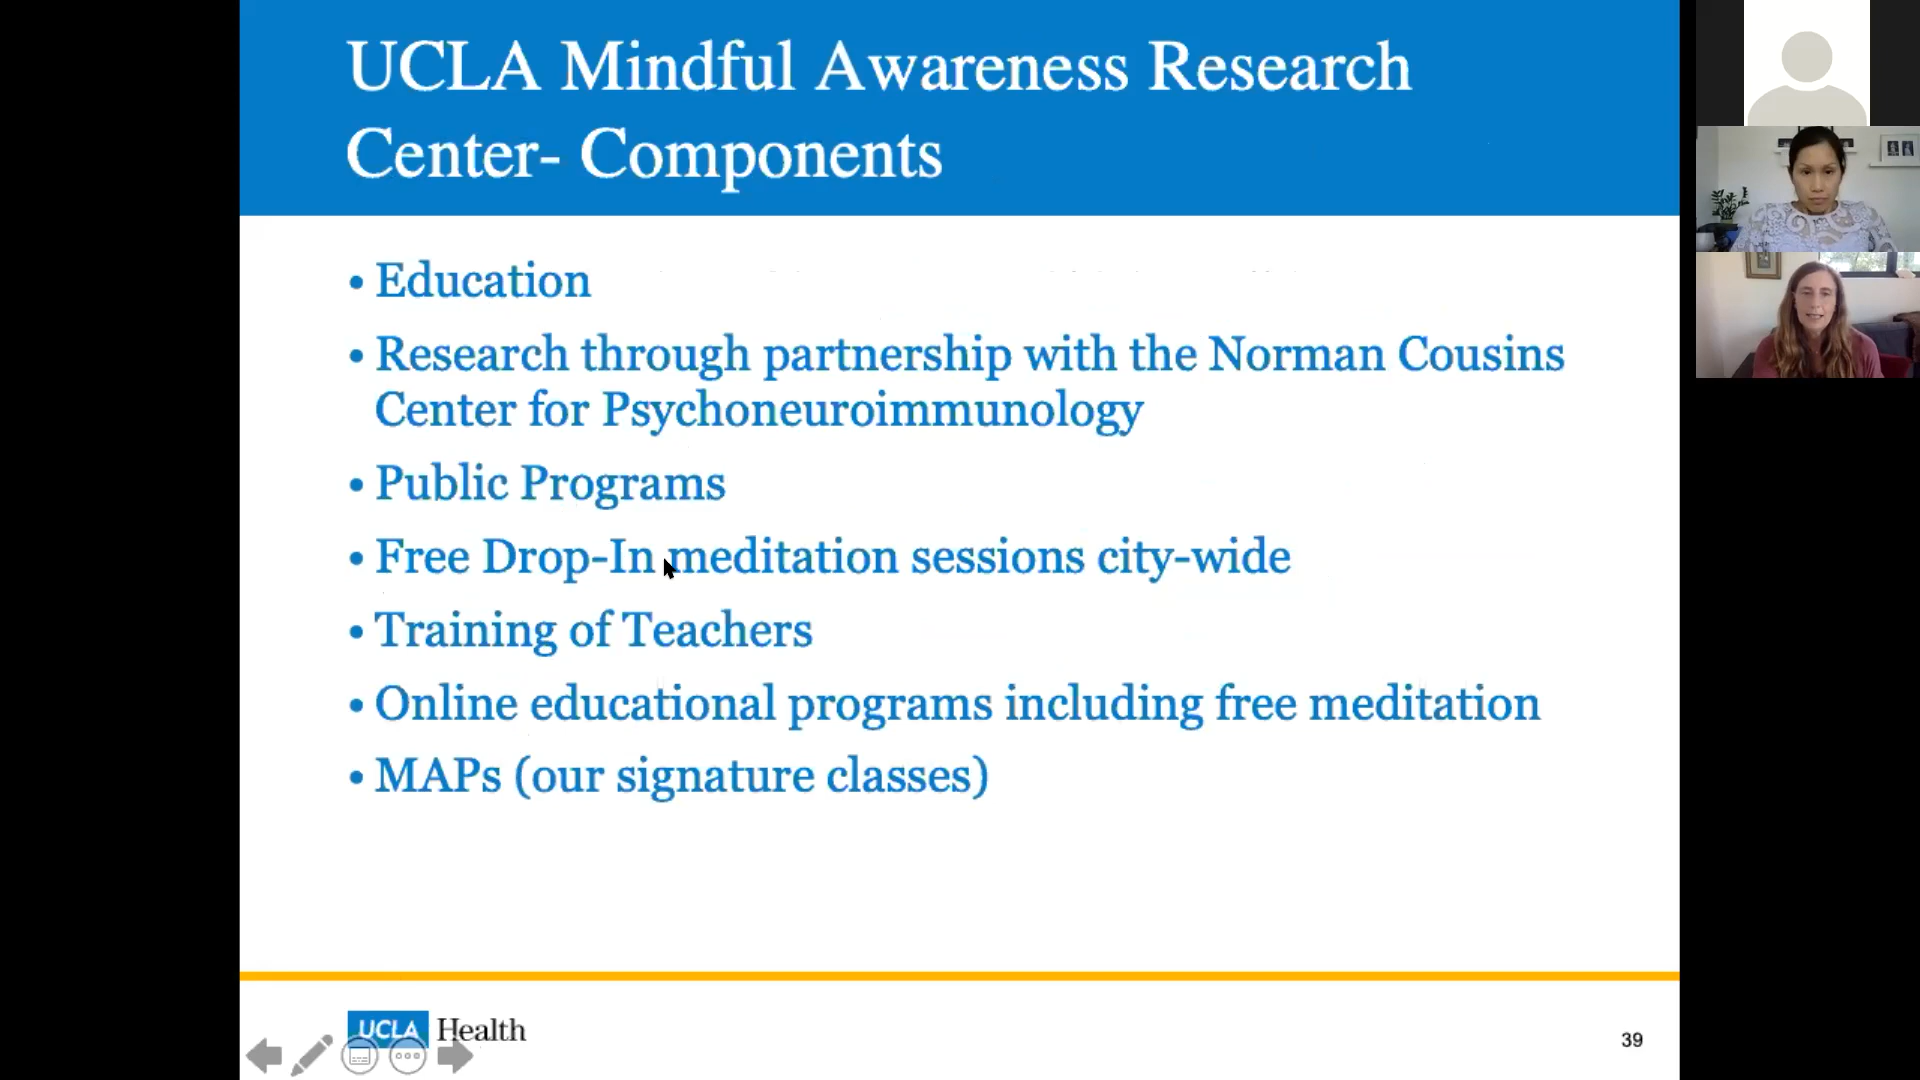 UCLA Mindful Awareness Research
Center- Components
• Education
• Research through partnership with the Norman Cousins
Center for Psychoneuroimmunology
• Public Programs
• Free Drop-In meditation sessions city-wide
• Training of Teachers
• Online educational programs including free meditation
• MAPs (our signature classes)
UCLA Health
39